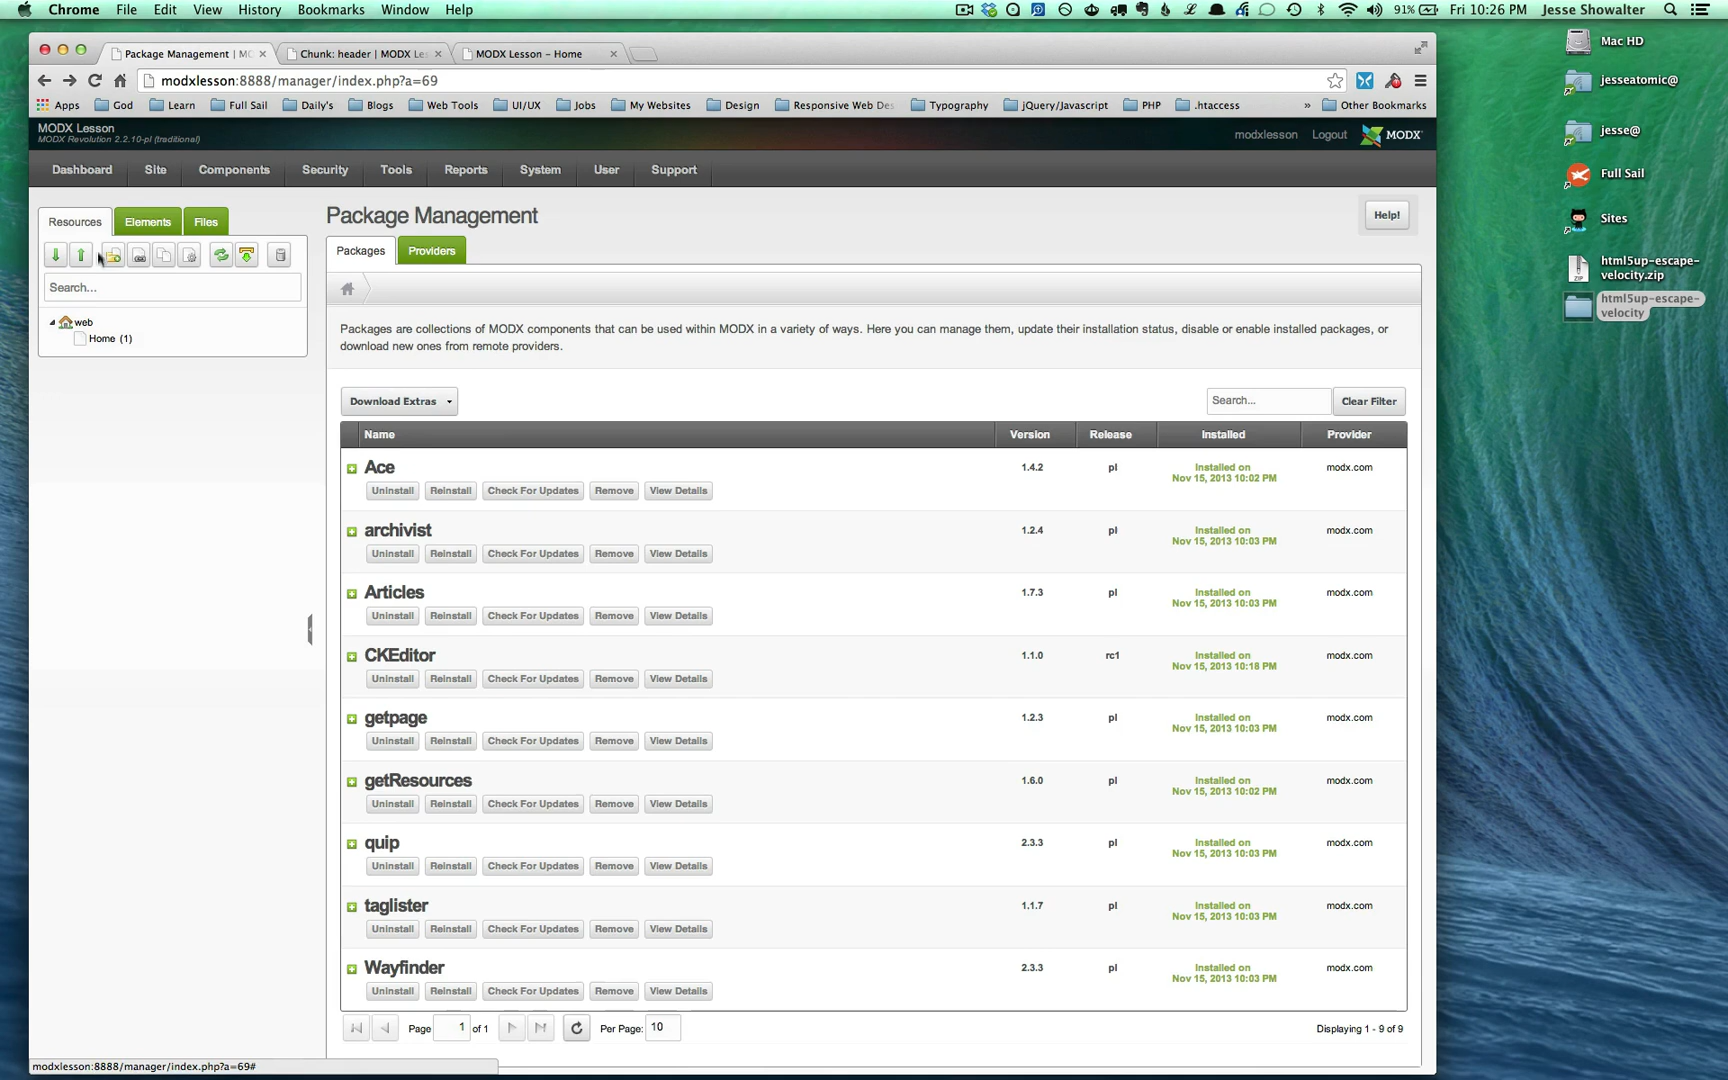 Chrome File Edit View History Bookmarks Window Help 91% Fri 10:26 PM Jesse Showalter
Package Management | MO Chunk: header | MODX Les MODX Lesson – Home
modxlesson:8888/manager/index.php?a=69
Apps God Learn Full Sail Daily's Blogs Web Tools UI/UX Jobs My Websites Design Responsive Web Des Typography jQuery/Javascript PHP .htaccess » Other Bookmarks
MODX Lesson
MODX Revolution 2.2.10-pl (traditional)
modxlesson Logout MODX
Dashboard Site Components Security Tools Reports System User Support
Resources Elements Files
Search...
web
Home (1)
Package Management
Help!
Packages Providers
Packages are collections of MODX components that can be used within MODX in a variety of ways. Here you can manage them, update their installation status, disable or enable installed packages, or
download new ones from remote providers.
Download Extras Search... Clear Filter
Name Version Release Installed Provider
Ace 1.4.2 pl Installed on modx.com
Nov 15, 2013 10:02 PM
Uninstall Reinstall Check For Updates Remove View Details
archivist 1.2.4 pl Installed on modx.com
Nov 15, 2013 10:03 PM
Uninstall Reinstall Check For Updates Remove View Details
Articles 1.7.3 pl Installed on modx.com
Nov 15, 2013 10:03 PM
Uninstall Reinstall Check For Updates Remove View Details
CKEditor 1.1.0 rc1 Installed on modx.com
Nov 15, 2013 10:18 PM
Uninstall Reinstall Check For Updates Remove View Details
getpage 1.2.3 pl Installed on modx.com
Nov 15, 2013 10:03 PM
Uninstall Reinstall Check For Updates Remove View Details
getResources 1.6.0 pl Installed on modx.com
Nov 15, 2013 10:02 PM
Uninstall Reinstall Check For Updates Remove View Details
quip 2.3.3 pl Installed on modx.com
Nov 15, 2013 10:03 PM
Uninstall Reinstall Check For Updates Remove View Details
taglister 1.1.7 pl Installed on modx.com
Nov 15, 2013 10:03 PM
Uninstall Reinstall Check For Updates Remove View Details
Wayfinder 2.3.3 pl Installed on modx.com
Nov 15, 2013 10:03 PM
Uninstall Reinstall Check For Updates Remove View Details
Page 1 of 1 Per Page: 10 Displaying 1 - 9 of 9
modxlesson:8888/manager/index.php?a=69#
Mac HD
jesseatomic@
jesse@
Full Sail
Sites
html5up-escape-
velocity.zip
html5up-escape-
velocity